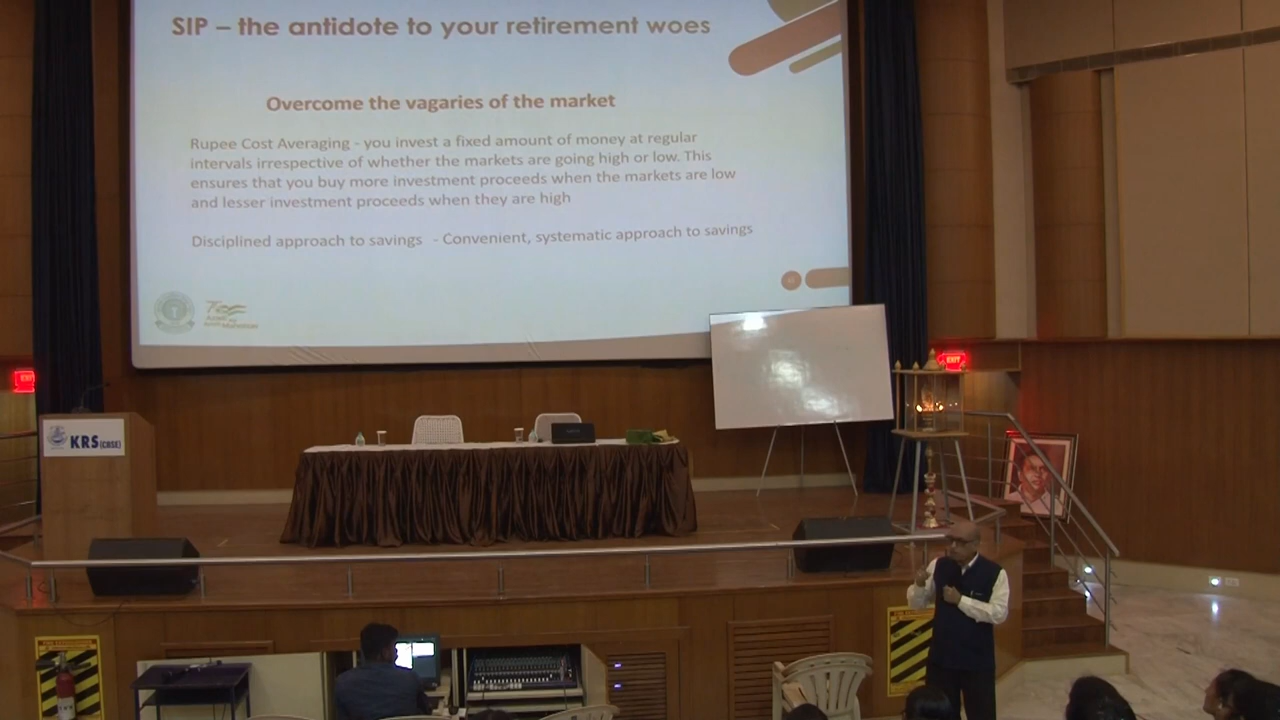 SIP – the antidote to your retirement woes
Overcome the vagaries of the market
Rupee Cost Averaging - you invest a fixed amount of money at regular
intervals irrespective of whether the markets are going high or low. This
ensures that you buy more investment proceeds when the markets are low
and lesser investment proceeds when they are high
Disciplined approach to savings - Convenient, systematic approach to savings
EXIT
KRS (CBSE)